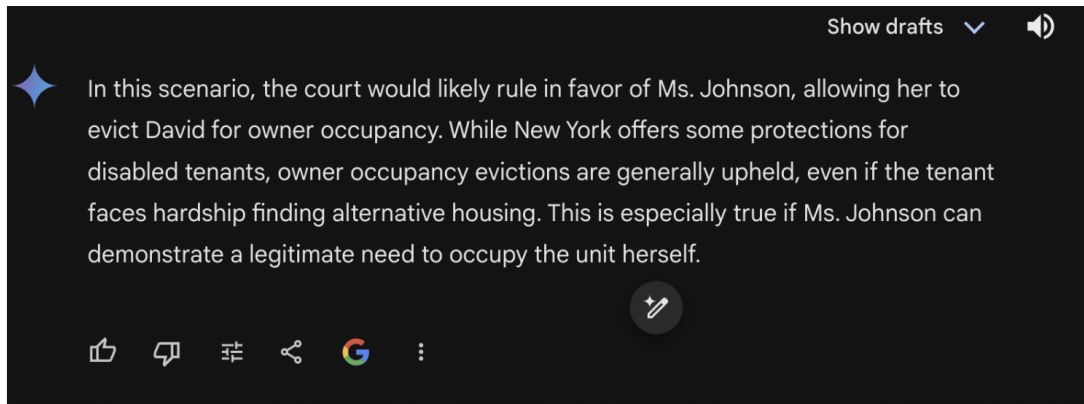 Show drafts
In this scenario, the court would likely rule in favor of Ms. Johnson, allowing her to
evict David for owner occupancy. While New York offers some protections for
disabled tenants, owner occupancy evictions are generally upheld, even if the tenant
faces hardship finding alternative housing. This is especially true if Ms. Johnson can
demonstrate a legitimate need to occupy the unit herself.